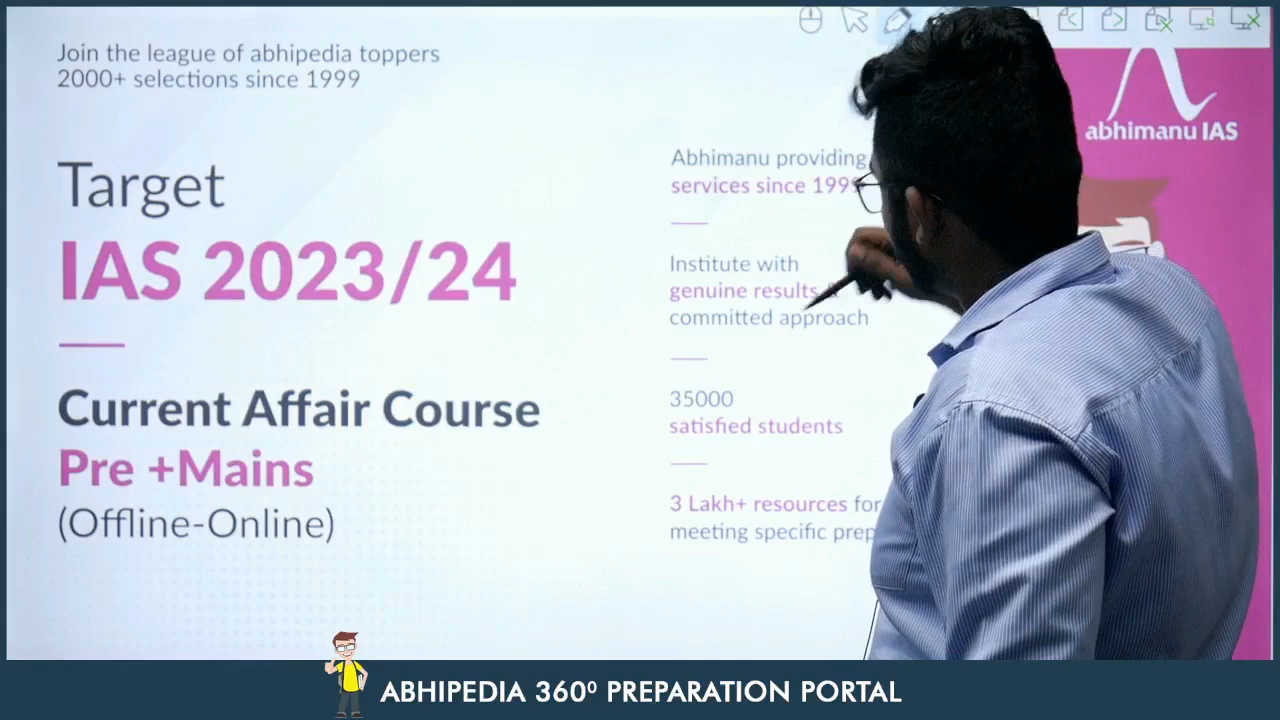 Join the league of abhipedia toppers
2000+ selections since 1999
Target
IAS 2023/24
Current Affair Course
Pre +Mains
(Offline-Online)
Abhimanu providing
services since 1999
Institute with
genuine results &
committed approach
35000
satisfied students
3 Lakh+ resources for
meeting specific prep
abhimanu IAS
ABHIPEDIA 360⁰ PREPARATION PORTAL